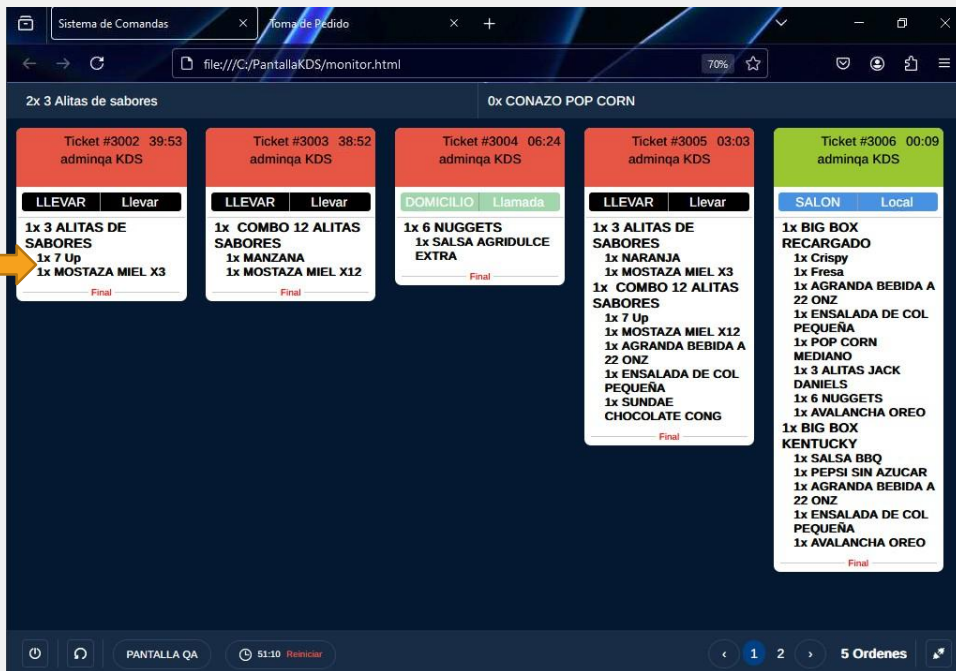 Sistema de Comandas
Toma de Pedido
file:///C:/PantallaKDS/monitor.html
70%
2x 3 Alitas de sabores
0x CONAZO POP CORN
Ticket #3002 39:53
adminqa KDS
LLEVAR Llevar
1x 3 ALITAS DE
SABORES
1x 7 Up
1x MOSTAZA MIEL X3
Final
Ticket #3003 38:52
adminqa KDS
LLEVAR Llevar
1x COMBO 12 ALITAS
SABORES
1x MANZANA
1x MOSTAZA MIEL X12
Final
Ticket #3004 06:24
adminqa KDS
DOMICILIO Llamada
1x 6 NUGGETS
1x SALSA AGRIDULCE
EXTRA
Final
Ticket #3005 03:03
adminqa KDS
LLEVAR Llevar
1x 3 ALITAS DE
SABORES
1x NARANJA
1x MOSTAZA MIEL X3
1x COMBO 12 ALITAS
SABORES
1x 7 Up
1x MOSTAZA MIEL X12
1x AGRANDA BEBIDA A
22 ONZ
1x ENSALADA DE COL
PEQUEÑA
1x SUNDAE
CHOCOLATE CONG
Final
Ticket #3006 00:09
adminqa KDS
SALON Local
1x BIG BOX
RECARGADO
1x Crispy
1x Fresa
1x AGRANDA BEBIDA A
22 ONZ
1x ENSALADA DE COL
PEQUEÑA
1x POP CORN
MEDIANO
1x 3 ALITAS JACK
DANIELS
1x 6 NUGGETS
1x AVALANCHA OREO
1x BIG BOX
KENTUCKY
1x SALSA BBQ
1x PEPSI SIN AZUCAR
1x AGRANDA BEBIDA A
22 ONZ
1x ENSALADA DE COL
PEQUEÑA
1x AVALANCHA OREO
Final
PANTALLA QA
51:10 Reiniciar
1 2
5 Ordenes